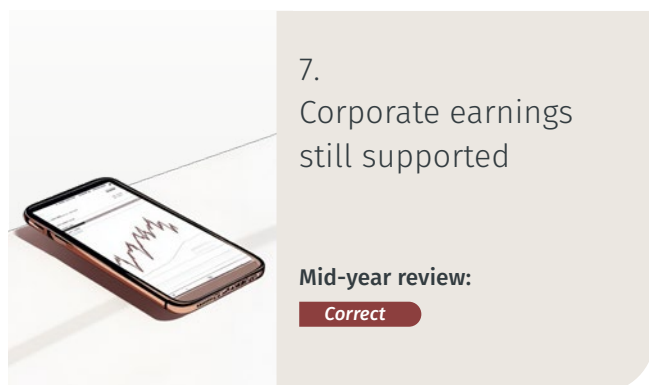 7.
Corporate earnings
still supported
Mid-year review:
Correct